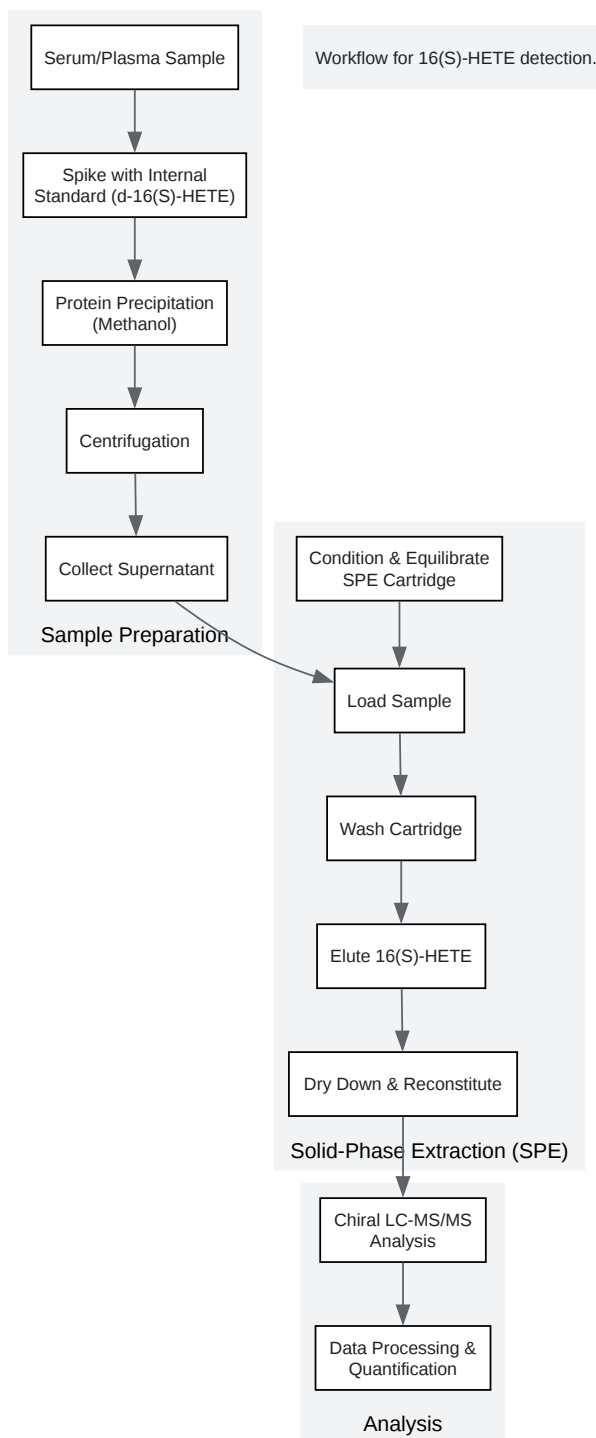 Serum/Plasma Sample
Workflow for 16(S)-HETE detection.
Spike with Internal
Standard (d-16(S)-HETE)
Protein Precipitation
(Methanol)
Centrifugation
Collect Supernatant
Sample Preparation
Condition & Equilibrate
SPE Cartridge
Load Sample
Wash Cartridge
Elute 16(S)-HETE
Dry Down & Reconstitute
Solid-Phase Extraction (SPE)
Chiral LC-MS/MS
Analysis
Data Processing &
Quantification
Analysis